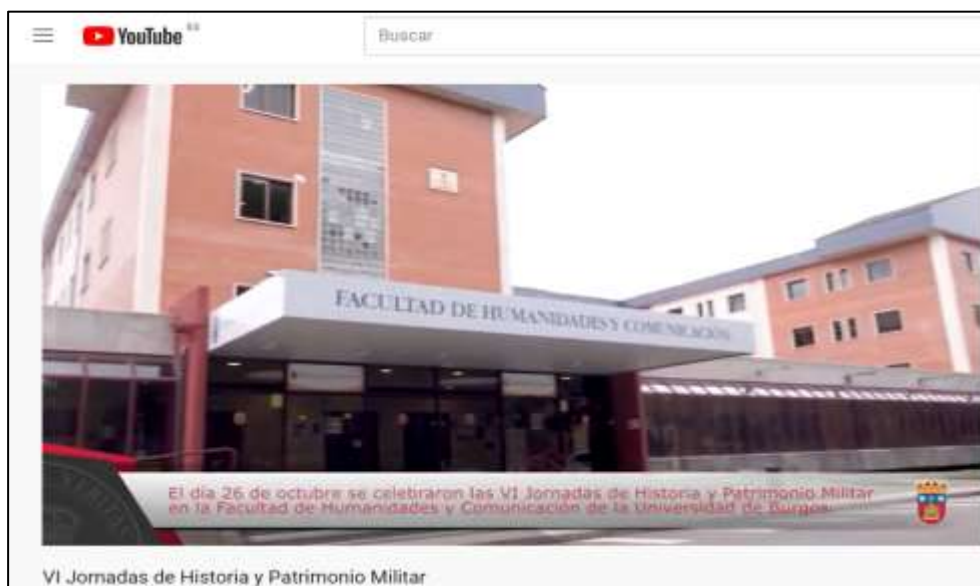 YouTube ES
Buscar
FACULTAD DE HUMANIDADES Y COMUNICACIÓN
El día 26 de octubre se celebraron las VI Jornadas de Historia y Patrimonio Militar
en la Facultad de Humanidades y Comunicación de la Universidad de Burgos.
VI Jornadas de Historia y Patrimonio Militar